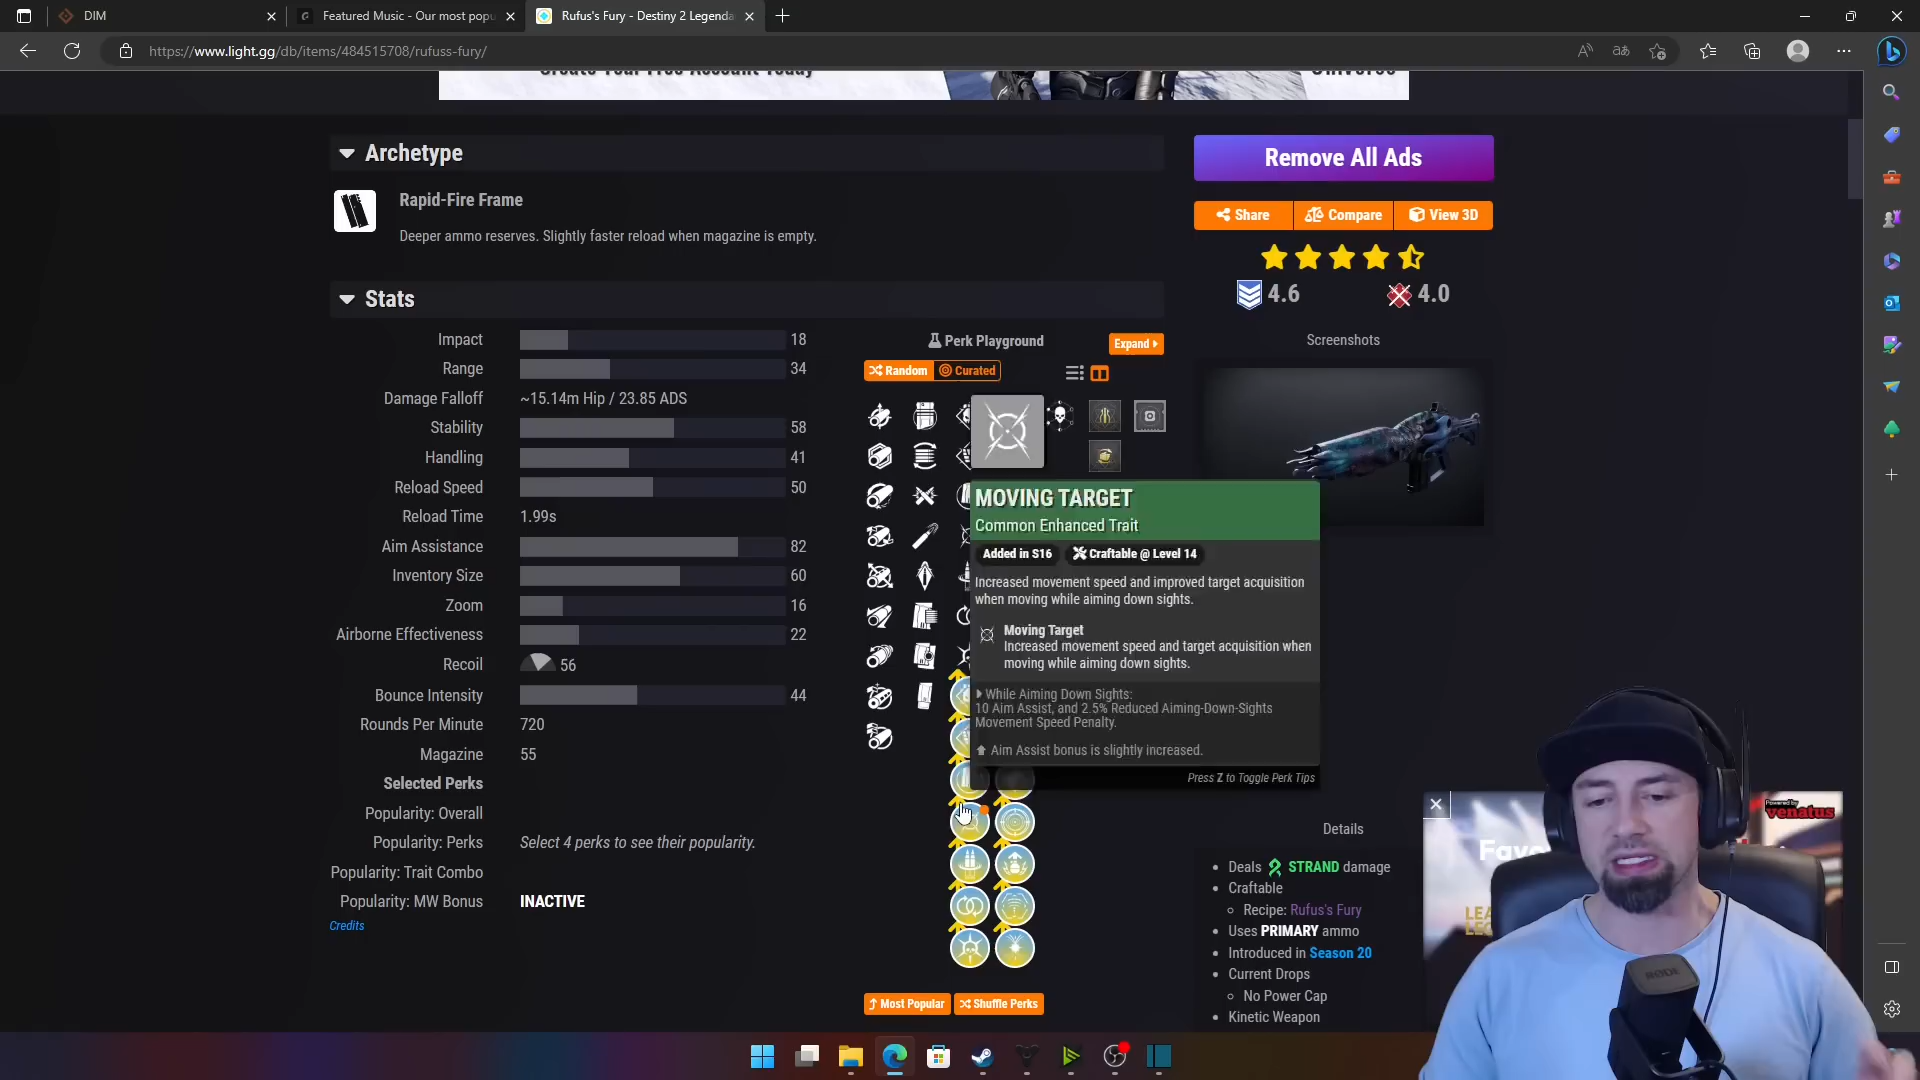 DIM
Featured Music - Our most popu
Rufus's Fury - Destiny 2 Legenda
https://www.light.gg/db/items/484515708/rufuss-fury/
Create Your Free Account Today
Universe
Archetype
Rapid-Fire Frame
Deeper ammo reserves. Slightly faster reload when magazine is empty.
Remove All Ads
Share
Compare
View 3D
4.6
4.0
Stats
Impact 18
Range 34
Damage Falloff ~15.14m Hip / 23.85 ADS
Stability 58
Handling 41
Reload Speed 50
Reload Time 1.99s
Aim Assistance 82
Inventory Size 60
Zoom 16
Airborne Effectiveness 22
Recoil 56
Bounce Intensity 44
Rounds Per Minute 720
Magazine 55
Selected Perks
Popularity: Overall
Popularity: Perks Select 4 perks to see their popularity.
Popularity: Trait Combo
Popularity: MW Bonus INACTIVE
Credits
Perk Playground
Expand
Random
Curated
MOVING TARGET
Common Enhanced Trait
Added in S16
Craftable @ Level 14
Increased movement speed and improved target acquisition
when moving while aiming down sights.
Moving Target
Increased movement speed and target acquisition when
moving while aiming down sights.
While Aiming Down Sights:
10 Aim Assist, and 2.5% Reduced Aiming-Down-Sights
Movement Speed Penalty.
Aim Assist bonus is slightly increased.
Press Z to Toggle Perk Tips
Most Popular
Shuffle Perks
Screenshots
Details
Deals STRAND damage
Craftable
Recipe: Rufus's Fury
Uses PRIMARY ammo
Introduced in Season 20
Current Drops
No Power Cap
Kinetic Weapon
Powered by
venatus
RØDE